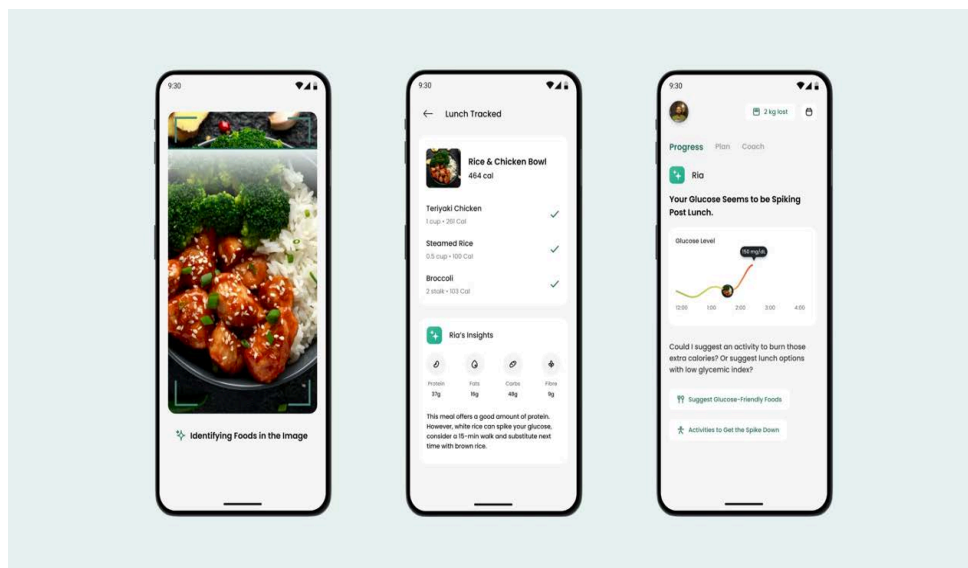 9:30
Identifying Foods in the Image
9:30
Lunch Tracked
Rice & Chicken Bowl
464 cal
Teriyaki Chicken
1 cup • 261 Cal
Steamed Rice
0.5 cup • 100 Cal
Broccoli
2 stalk • 103 Cal
Ria's Insights
Protein Fats Carbs Fibre
37g 16g 48g 9g
This meal offers a good amount of protein.
However, white rice can spike your glucose,
consider a 15-min walk and substitute next
time with brown rice.
9:30
2 kg lost
Progress Plan Coach
Ria
Your Glucose Seems to be Spiking
Post Lunch.
Glucose Level
150 mg/dL
12:00 1:00 2:00 3:00 4:00
Could I suggest an activity to burn those
extra calories? Or suggest lunch options
with low glycemic index?
Suggest Glucose-Friendly Foods
Activities to Get the Spike Down